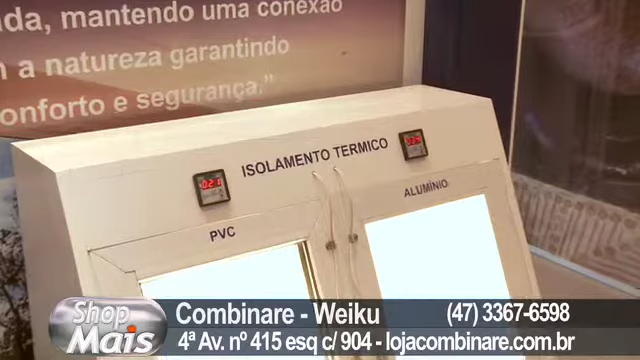 da, mantendo uma conexão
a natureza garantindo
onforto e segurança."
ISOLAMENTO TERMICO
PVC
ALUMÍNIO
Shop Mais
Combinare - Weiku
(47) 3367-6598
4ª Av. nº 415 esq c/ 904 - lojacombinare.com.br